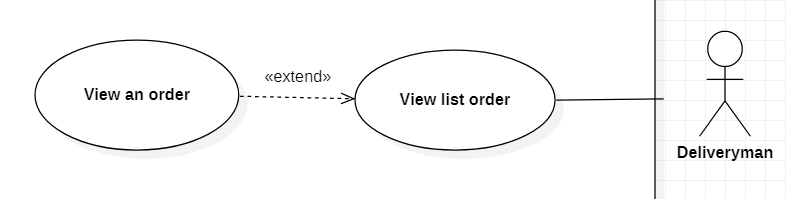 «extend»
View an order
View list order
Deliveryman